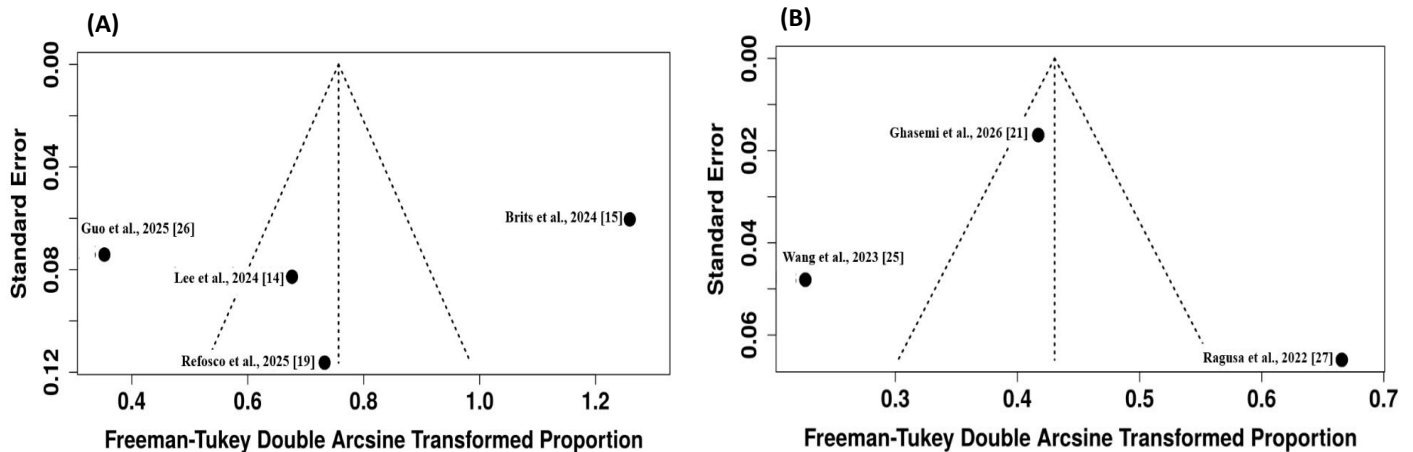 (A)
Standard Error
0.00
0.04
0.08
0.12
Guo et al., 2025 [26]
Brits et al., 2024 [15]
Lee et al., 2024 [14]
Refosco et al., 2025 [19]
0.4
0.6
0.8
1.0
1.2
Freeman-Tukey Double Arcsine Transformed Proportion
(B)
Standard Error
0.00
0.02
0.04
0.06
Ghasemi et al., 2026 [21]
Wang et al., 2023 [25]
Ragusa et al., 2022 [27]
0.3
0.4
0.5
0.6
0.7
Freeman-Tukey Double Arcsine Transformed Proportion